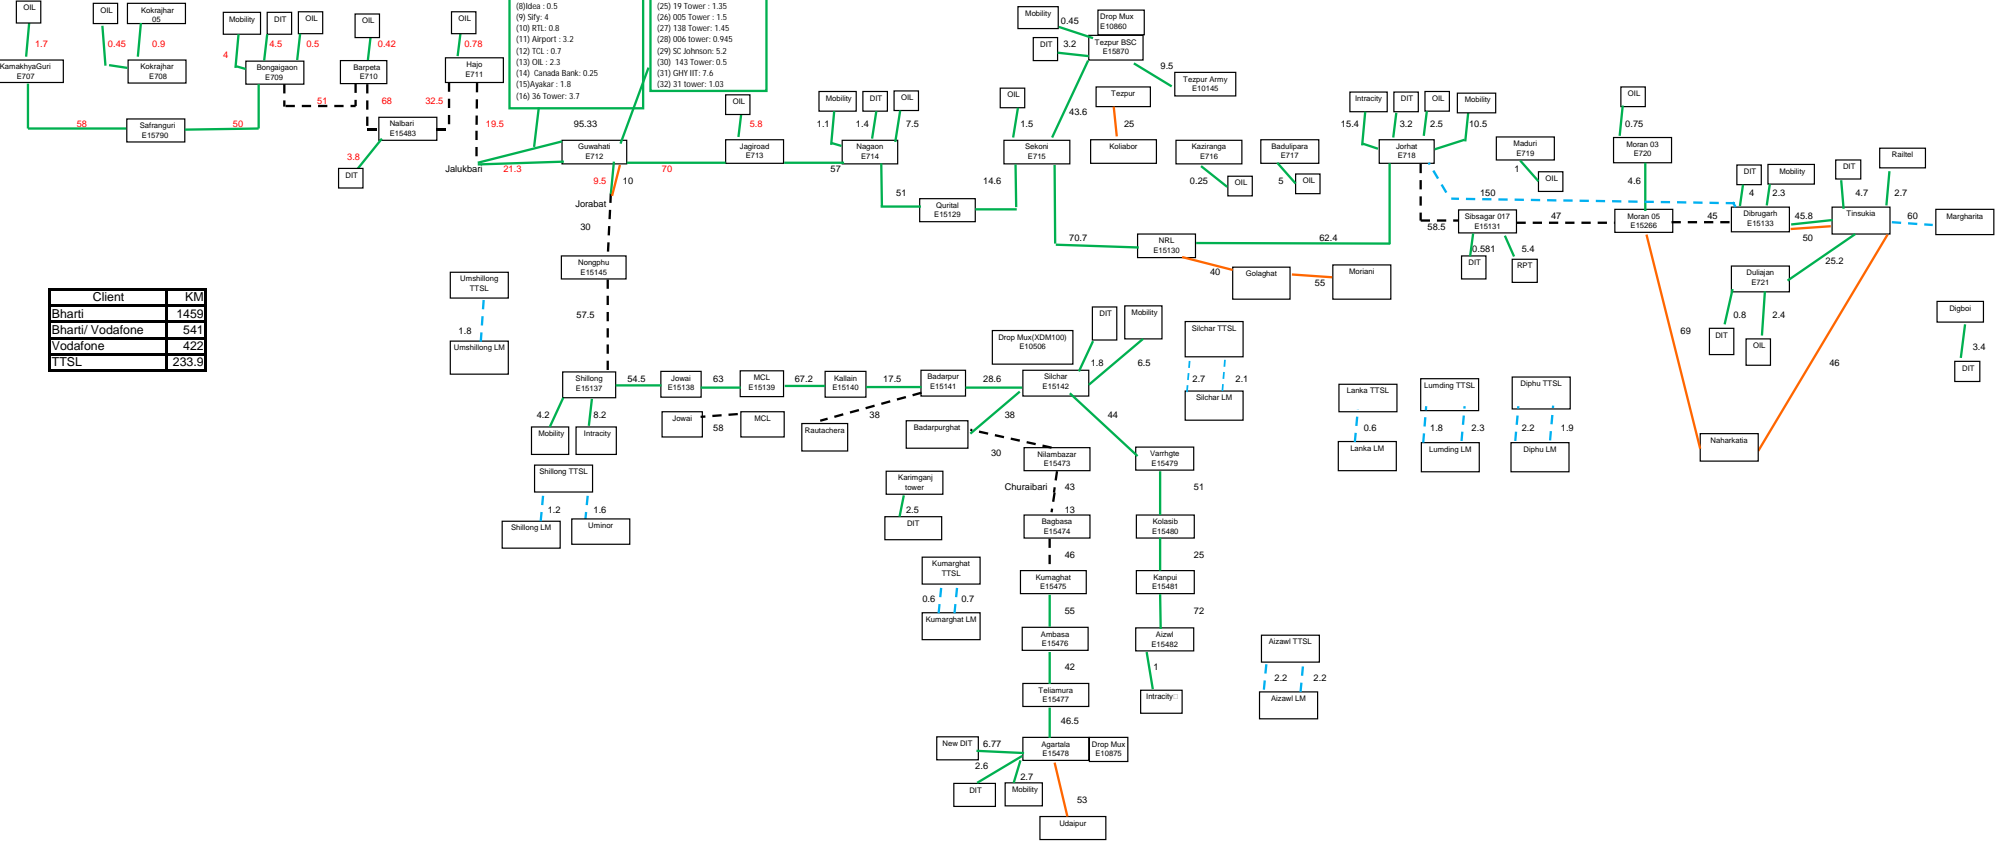 OIL
OIL
Kokrajhar
05
Mobility
DIT
OIL
OIL
OIL
1.7
0.45
0.9
4
4.5
0.5
0.42
0.78
KamakhyaGuri
E707
Kokrajhar
E708
Bongaigaon
E709
Barpeta
E710
Hajo
E711
58
Safranguri
E15790
50
51
68
32.5
Nalbari
E15483
3.8
DIT
19.5
Jalukbari
21.3
(8)Idea : 0.5
(9) Sify: 4
(10) RTL: 0.8
(11) Airport : 3.2
(12) TCL : 0.7
(13) OIL : 2.3
(14) Canada Bank: 0.25
(15)Ayakar : 1.8
(16) 36 Tower: 3.7
(25) 19 Tower : 1.35
(26) 005 Tower : 1.5
(27) 138 Tower: 1.45
(28) 006 tower: 0.945
(29) SC Johnson: 5.2
(30) 143 Tower: 0.5
(31) GHY IIT: 7.6
(32) 31 tower: 1.03
95.33
Guwahati
E712
9.5
10
70
OIL
5.8
Jagiroad
E713
57
Mobility
DIT
OIL
1.1
1.4
7.5
Nagaon
E714
51
Qurital
E15129
14.6
OIL
1.5
Sekoni
E715
43.6
Mobility
0.45
Drop Mux
E10860
DIT
3.2
Tezpur BSC
E15870
9.5
Tezpur Army
E10145
Tezpur
25
Koliabor
Kaziranga
E716
0.25
OIL
Badulipara
E717
5
OIL
Intracity
DIT
OIL
Mobility
15.4
3.2
2.5
10.5
Jorhat
E718
Maduri
E719
1
OIL
OIL
0.75
Moran 03
E720
4.6
150
58.5
Sibsagar 017
E15131
47
Moran 05
E15266
45
0.581
DIT
5.4
RPT
DIT
Mobility
4
2.3
Dibrugarh
E15133
45.8
50
DIT
Railtel
4.7
2.7
Tinsukia
60
Margharita
25.2
Duliajan
E721
0.8
2.4
DIT
OIL
Digboi
3.4
DIT
69
46
Naharkatia
70.7
NRL
E15130
62.4
40
Golaghat
55
Moriani
Jorabat
30
Nongphu
E15145
57.5
Umshillong
TTSL
1.8
Umshillong LM
Client KM
Bharti 1459
Bharti/ Vodafone 541
Vodafone 422
TTSL 233.9
Shillong
E15137
54.5
Jowai
E15138
63
MCL
E15139
67.2
Kallain
E15140
17.5
Badarpur
E15141
28.6
Silchar
E15142
Drop Mux(XDM100)
E10506
DIT
Mobility
1.8
6.5
Silchar TTSL
2.7
2.1
Silchar LM
4.2
8.2
Mobility
Intracity
Jowai
58
MCL
Rautachera
38
Badarpurghat
38
44
30
Nilambazar
E15473
Varrhgte
E15479
Lanka TTSL
0.6
Lanka LM
Lumding TTSL
1.8
2.3
Lumding LM
Diphu TTSL
2.2
1.9
Diphu LM
Shillong TTSL
1.2
1.6
Shillong LM
Uminor
Karimganj
tower
2.5
DIT
Churaibari
43
13
Bagbasa
E15474
46
Kumaghat
E15475
55
Ambasa
E15476
42
Teliamura
E15477
46.5
Agartala
E15478
Drop Mux
E10875
51
Kolasib
E15480
25
Kanpui
E15481
72
Aizwl
E15482
1
Intracity
Kumarghat
TTSL
0.6
0.7
Kumarghat LM
Aizawl TTSL
2.2
2.2
Aizawl LM
New DIT
6.77
2.6
2.7
DIT
Mobility
53
Udaipur